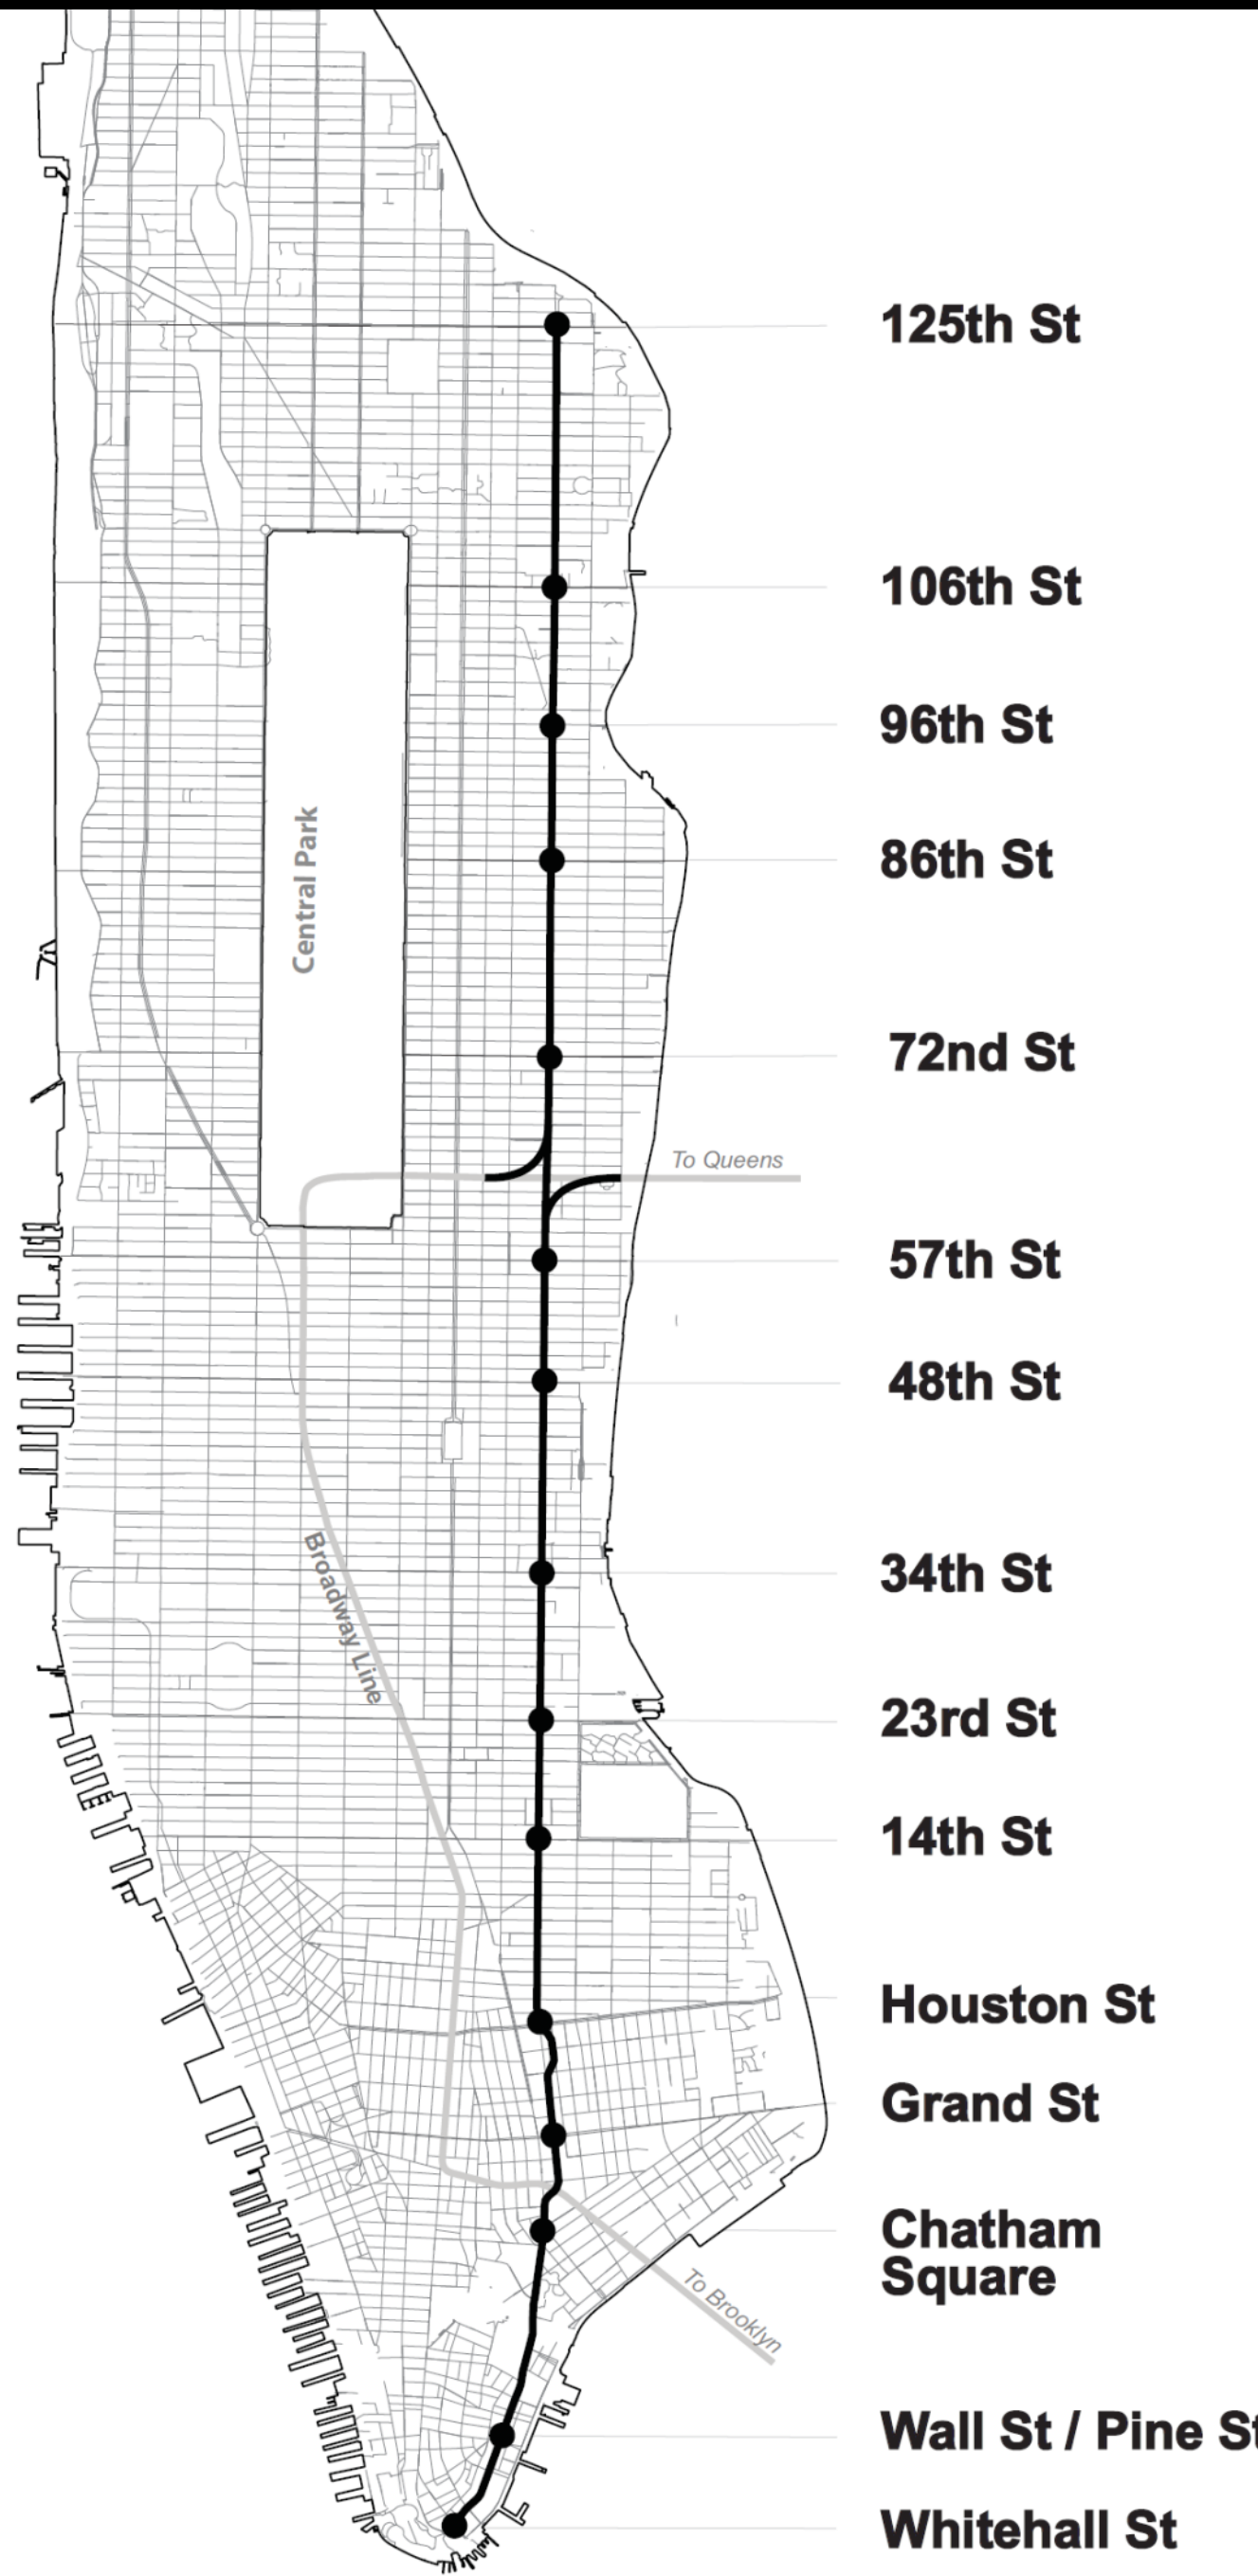 125th St
106th St
96th St
86th St
Central Park
72nd St
To Queens
57th St
48th St
34th St
Broadway Line
23rd St
14th St
Houston St
Grand St
Chatham
Square
To Brooklyn
Wall St / Pine St
Whitehall St